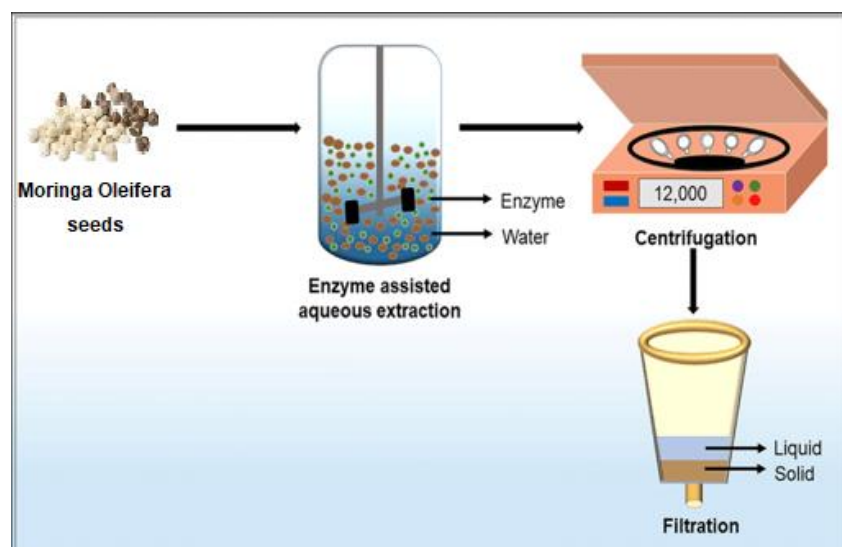 Moringa Oleifera
seeds
Enzyme
Water
Enzyme assisted
aqueous extraction
12,000
Centrifugation
Liquid
Solid
Filtration